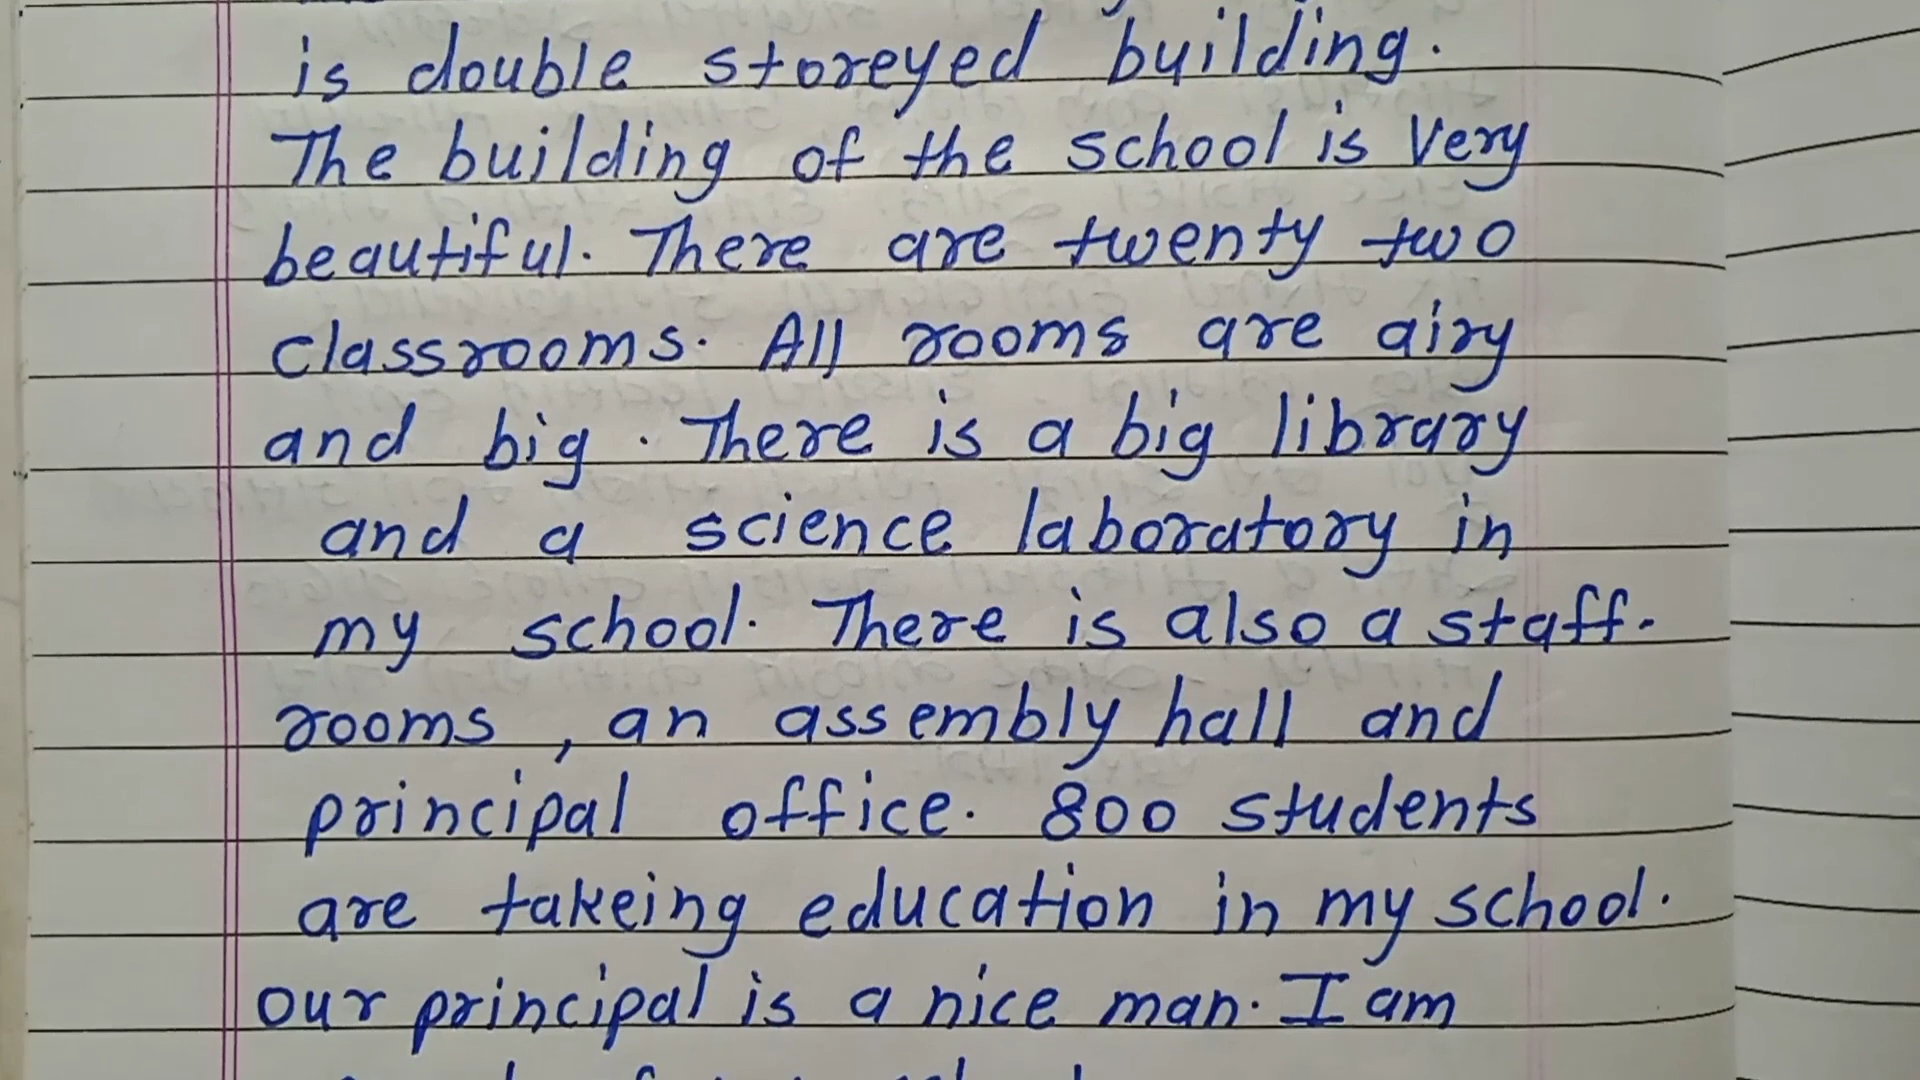 is double storeyed building.
The building of the school is Very
beautiful. There are twenty two
classrooms. All rooms are airy
and big. There is a big library
and a science laboratory in
my school. There is also a staff-
rooms, an assembly hall and
principal office. 800 students
are takeing education in my school.
our principal is a nice man. I am